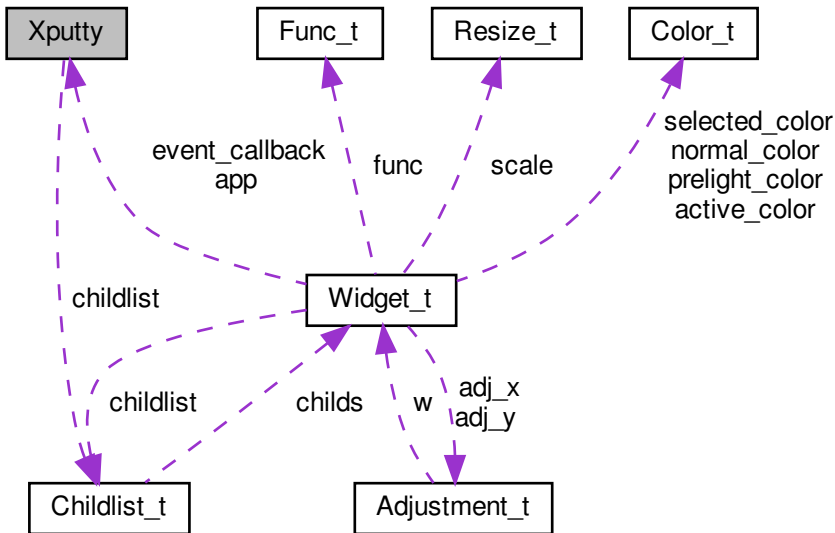 Xputty
Func_t
Resize_t
Color_t
event_callback
app
func
scale
selected_color
normal_color
prelight_color
active_color
childlist
Widget_t
childlist
childs
w
adj_x
adj_y
Childlist_t
Adjustment_t